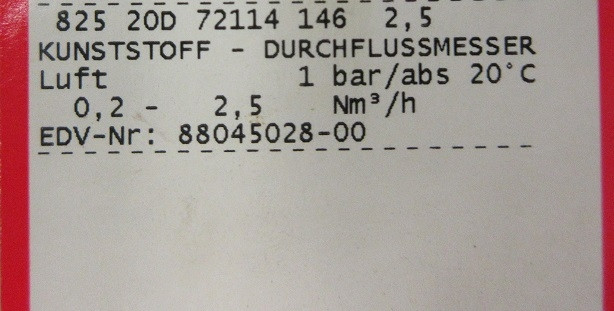 825 20D 72114 146 2,5
KUNSTSTOFF - DURCHFLUSSMESSER
Luft 1 bar/abs 20°C
0,2 - 2,5 Nm³/h
EDV-Nr: 88045028-00